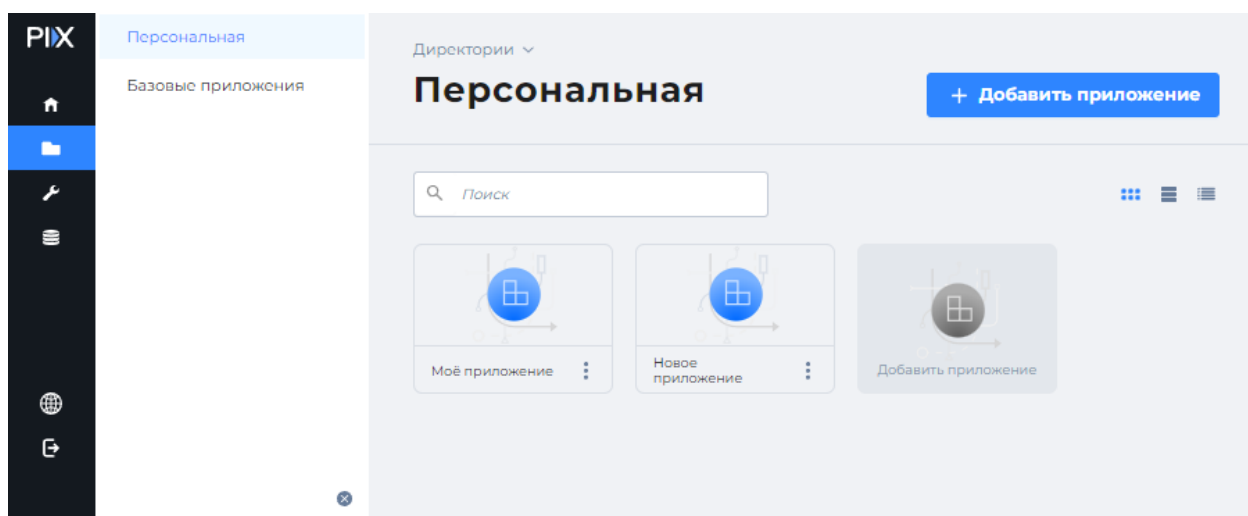 PIX
Персональная
Базовые приложения
Директории
Персональная
+ Добавить приложение
Поиск
Моё приложение
Новое
приложение
Добавить приложение